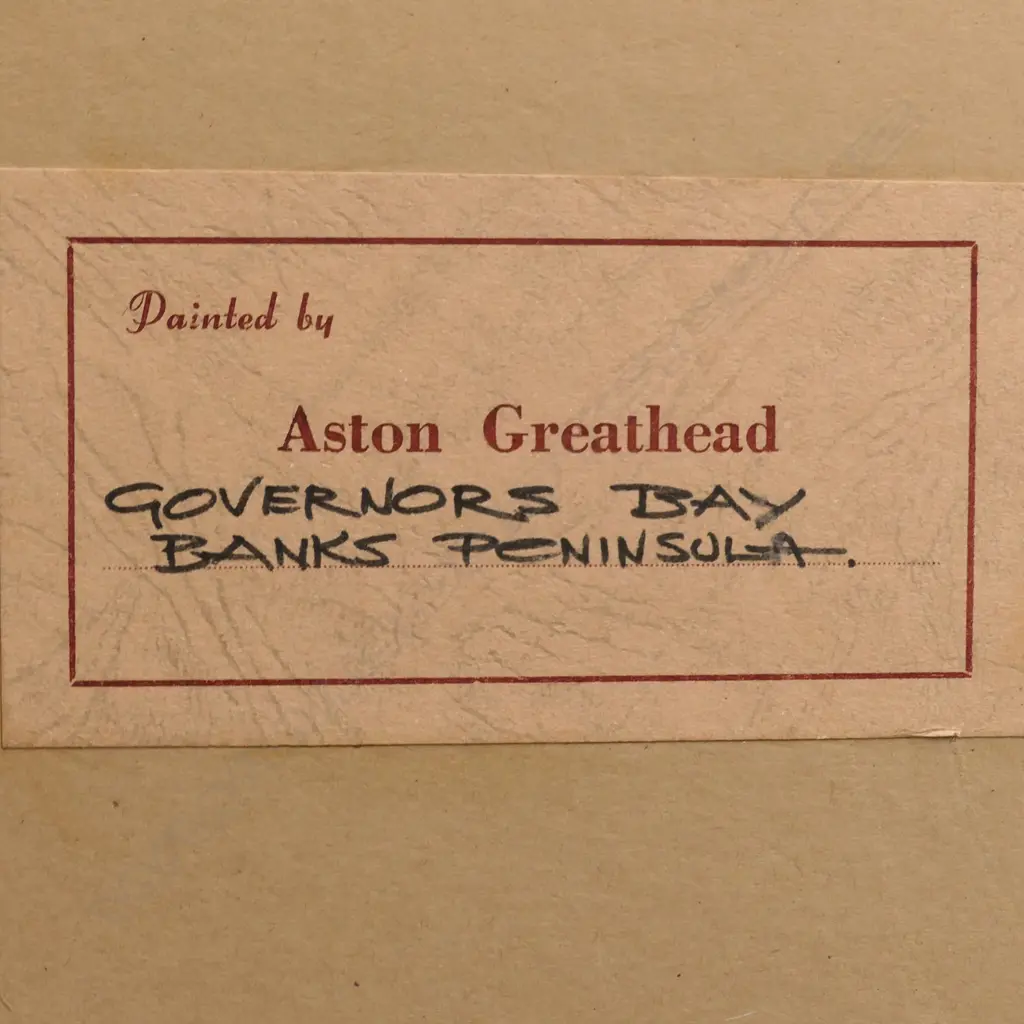 Painted by
Aston Greathead
GOVERNORS BAY
BANKS PENINSULA.